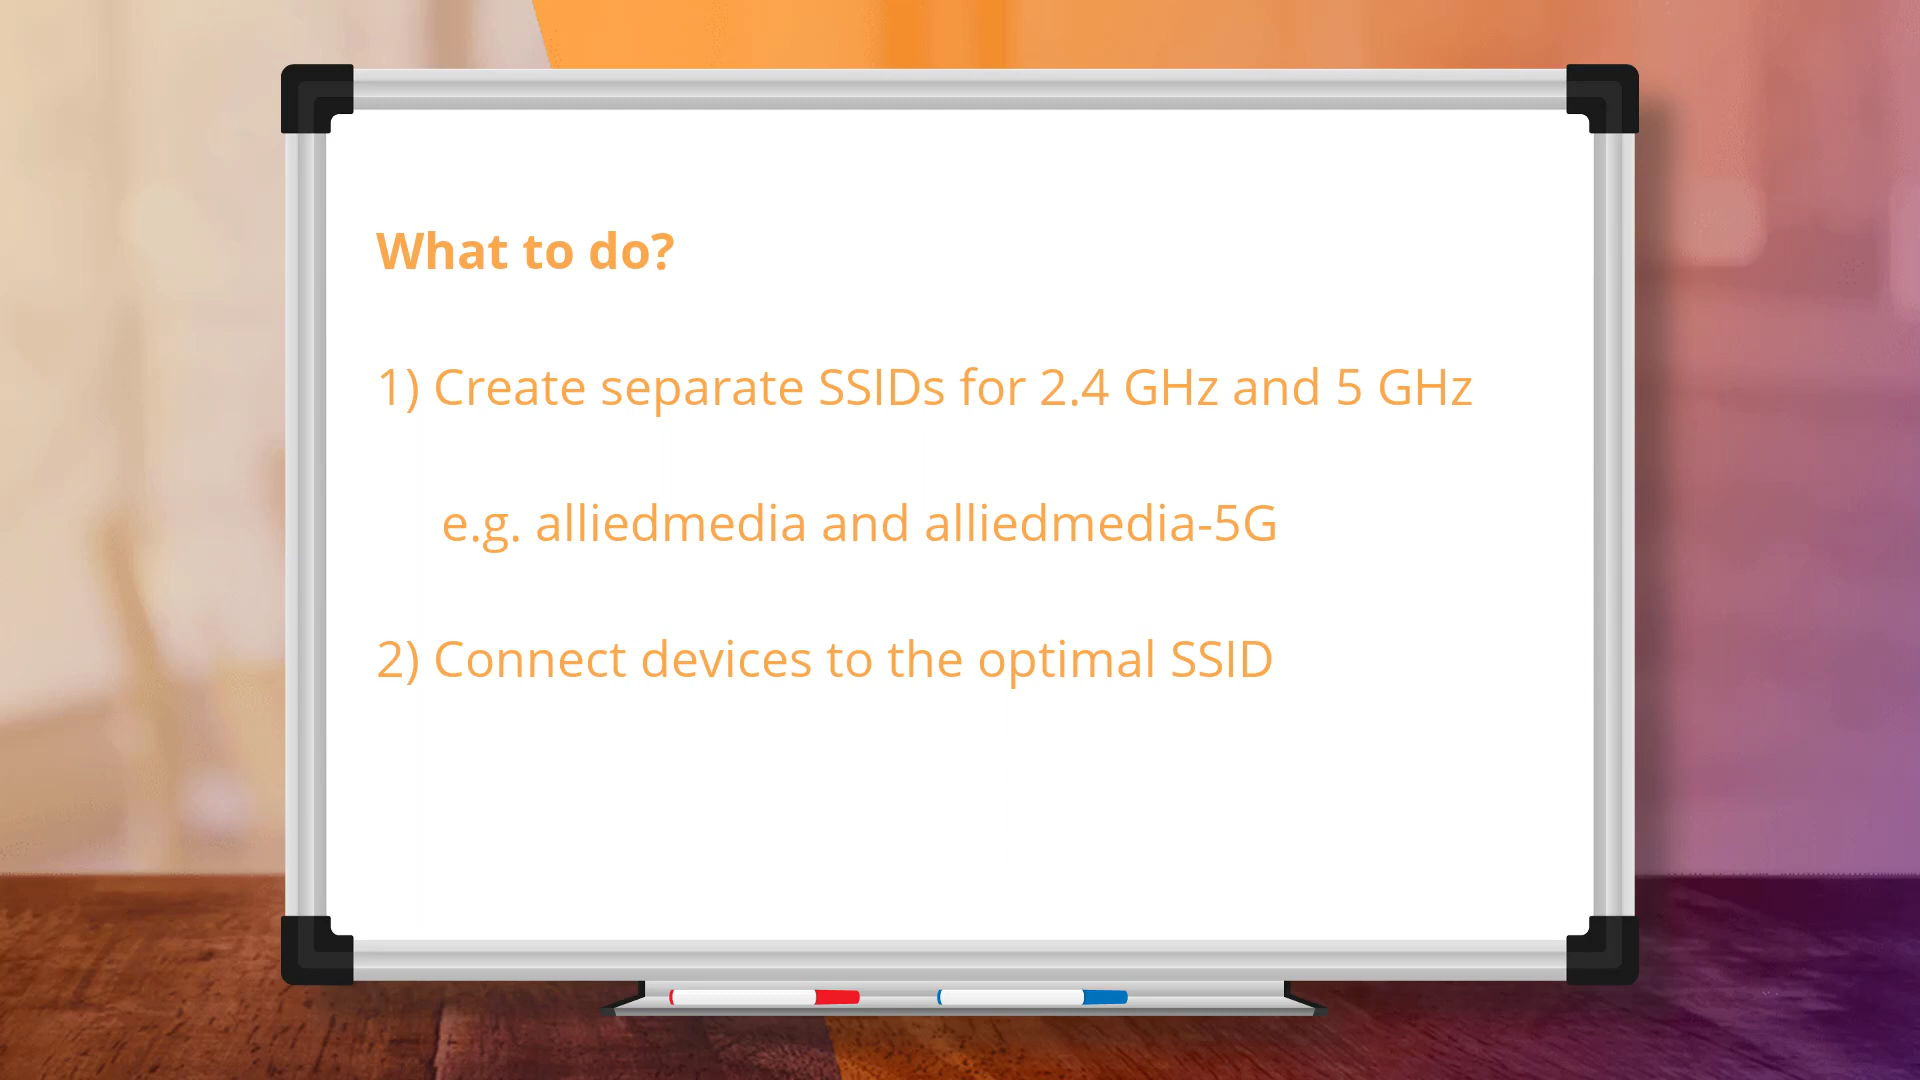 What to do?
1) Create separate SSIDs for 2.4 GHz and 5 GHz
e.g. alliedmedia and alliedmedia-5G
2) Connect devices to the optimal SSID